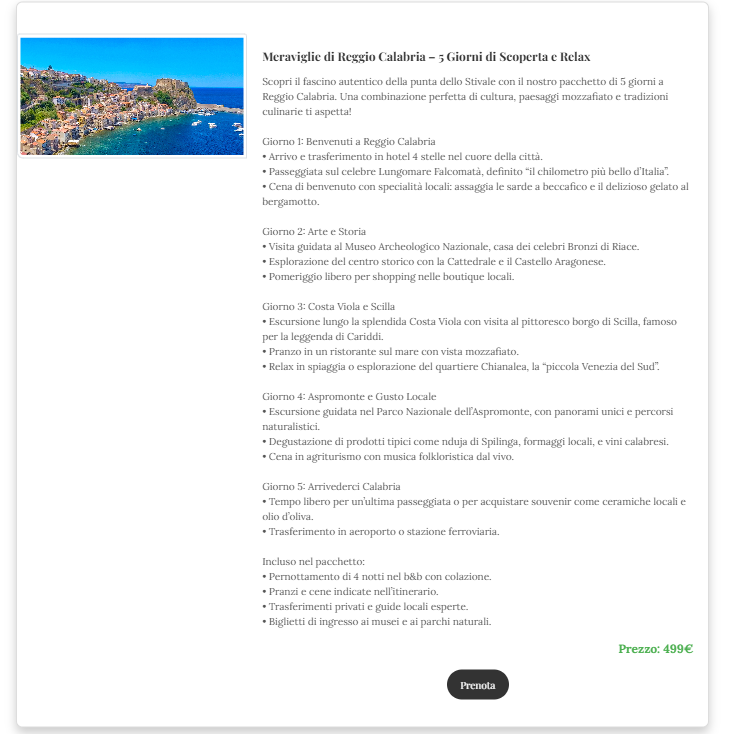 Meraviglie di Reggio Calabria – 5 Giorni di Scoperta e Relax
Scopri il fascino autentico della punta dello Stivale con il nostro pacchetto di 5 giorni a
Reggio Calabria. Una combinazione perfetta di cultura, paesaggi mozzafiato e tradizioni
culinarie ti aspetta!
Giorno 1: Benvenuti a Reggio Calabria
• Arrivo e trasferimento in hotel 4 stelle nel cuore della città.
• Passeggiata sul celebre Lungomare Falcomatà, definito “il chilometro più bello d’Italia”.
• Cena di benvenuto con specialità locali: assaggia le sarde a beccafico e il delizioso gelato al
bergamotto.
Giorno 2: Arte e Storia
• Visita guidata al Museo Archeologico Nazionale, casa dei celebri Bronzi di Riace.
• Esplorazione del centro storico con la Cattedrale e il Castello Aragonese.
• Pomeriggio libero per shopping nelle boutique locali.
Giorno 3: Costa Viola e Scilla
• Escursione lungo la splendida Costa Viola con visita al pittoresco borgo di Scilla, famoso
per la leggenda di Cariddi.
• Pranzo in un ristorante sul mare con vista mozzafiato.
• Relax in spiaggia o esplorazione del quartiere Chianalea, la “piccola Venezia del Sud”.
Giorno 4: Aspromonte e Gusto Locale
• Escursione guidata nel Parco Nazionale dell’Aspromonte, con panorami unici e percorsi
naturalistici.
• Degustazione di prodotti tipici come nduja di Spilinga, formaggi locali, e vini calabresi.
• Cena in agriturismo con musica folkloristica dal vivo.
Giorno 5: Arrivederci Calabria
• Tempo libero per un’ultima passeggiata o per acquistare souvenir come ceramiche locali e
olio d’oliva.
• Trasferimento in aeroporto o stazione ferroviaria.
Incluso nel pacchetto:
• Pernottamento di 4 notti nel b&b con colazione.
• Pranzi e cene indicate nell’itinerario.
• Trasferimenti privati e guide locali esperte.
• Biglietti di ingresso ai musei e ai parchi naturali.
Prezzo: 499€
Prenota